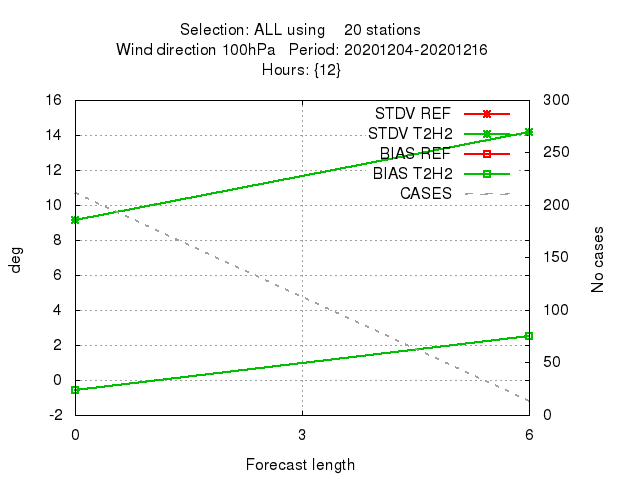 Selection: ALL using 20 stations
Wind direction 100hPa Period: 20201204-20201216
Hours: {12}
16 300
STDV REF
14 STDV T2H2
250
BIAS REF
12 BIAS T2H2
CASES
10 200
8
150
6
4 100
2
50
0
-2 0
deg
No cases
0 3 6
Forecast length